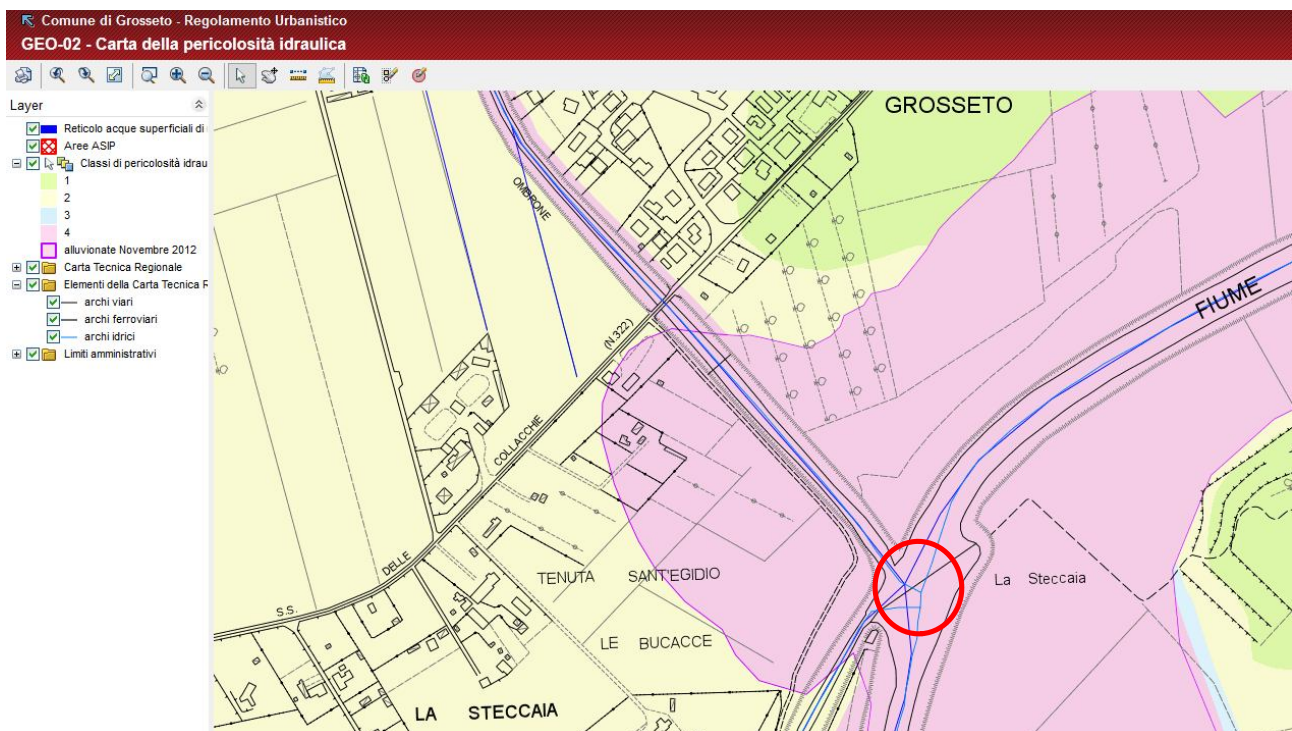 Comune di Grosseto - Regolamento Urbanistico
GEO-02 - Carta della pericolosità idraulica
Layer
Reticolo acque superficiali di
Aree ASIP
Classi di pericolosità idrau
1
2
3
4
alluvionate Novembre 2012
Carta Tecnica Regionale
Elementi della Carta Tecnica R
archi viari
archi ferroviari
archi idrici
Limiti amministrativi
GROSSETO
OMBRONE
FIUME
(N.322)
COLLACCHIE
DELLE
S.S.
TENUTA SANT'EGIDIO
La Steccaia
LE BUCACCE
LA STECCAIA